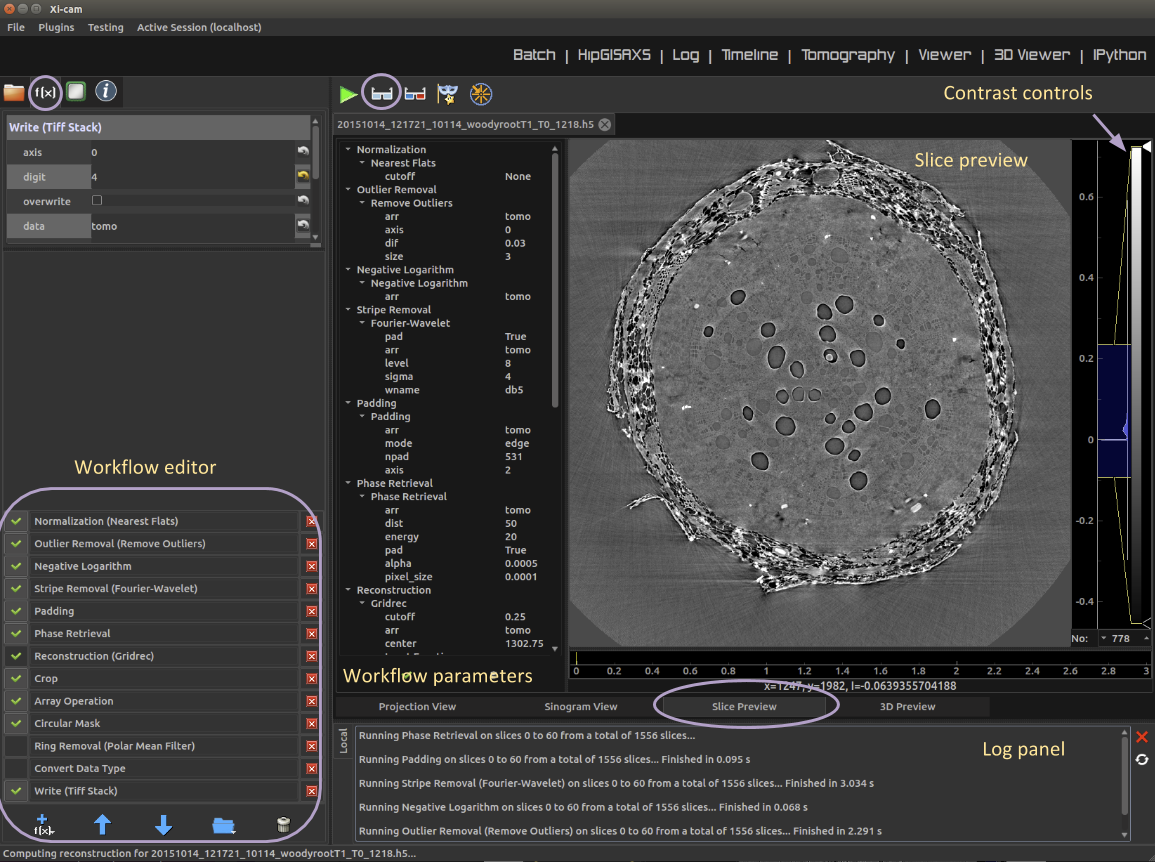 Xi-cam
File Plugins Testing Active Session (localhost)
Batch | HipGISAXS | Log | Timeline | Tomography | Viewer | 3D Viewer | IPython
f(x)
Contrast controls
20151014_121721_10114_woodyrootT1_T0_1218.h5
Write (Tiff Stack)
axis 0
digit 4
overwrite
data tomo
Workflow editor
Normalization (Nearest Flats)
Outlier Removal (Remove Outliers)
Negative Logarithm
Stripe Removal (Fourier-Wavelet)
Padding
Phase Retrieval
Reconstruction (Gridrec)
Crop
Array Operation
Circular Mask
Ring Removal (Polar Mean Filter)
Convert Data Type
Write (Tiff Stack)
f(x)
Normalization
Nearest Flats
cutoff None
Outlier Removal
Remove Outliers
arr tomo
axis 0
dif 0.03
size 3
Negative Logarithm
Negative Logarithm
arr tomo
Stripe Removal
Fourier-Wavelet
pad True
arr tomo
level 8
sigma 4
wname db5
Padding
Padding
arr tomo
mode edge
npad 531
axis 2
Phase Retrieval
Phase Retrieval
arr tomo
dist 50
energy 20
pad True
alpha 0.0005
pixel_size 0.0001
Reconstruction
Gridrec
cutoff 0.25
arr tomo
center 1302.75
Workflow parameters
Slice preview
0.6
0.4
0.2
0
-0.2
-0.4
No: 778
0 0.2 0.4 0.6 0.8 1 1.2 1.4 1.6 1.8 2 2.2 2.4 2.6 2.8 3
x=1247, y=1982, I=-0.0639355704188
Projection View Sinogram View Slice Preview 3D Preview
Local
Log panel
Running Phase Retrieval on slices 0 to 60 from a total of 1556 slices...
Running Padding on slices 0 to 60 from a total of 1556 slices... Finished in 0.095 s
Running Stripe Removal (Fourier-Wavelet) on slices 0 to 60 from a total of 1556 slices... Finished in 3.034 s
Running Negative Logarithm on slices 0 to 60 from a total of 1556 slices... Finished in 0.068 s
Running Outlier Removal (Remove Outliers) on slices 0 to 60 from a total of 1556 slices... Finished in 2.291 s
Computing reconstruction for 20151014_121721_10114_woodyrootT1_T0_1218.h5...